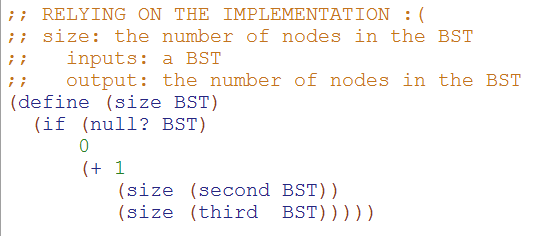 ;; RELYING ON THE IMPLEMENTATION :(
;; size: the number of nodes in the BST
;;   inputs: a BST
;;   output: the number of nodes in the BST
(define (size BST)
  (if (null? BST)
      0
      (+ 1
         (size (second BST))
         (size (third  BST)))))